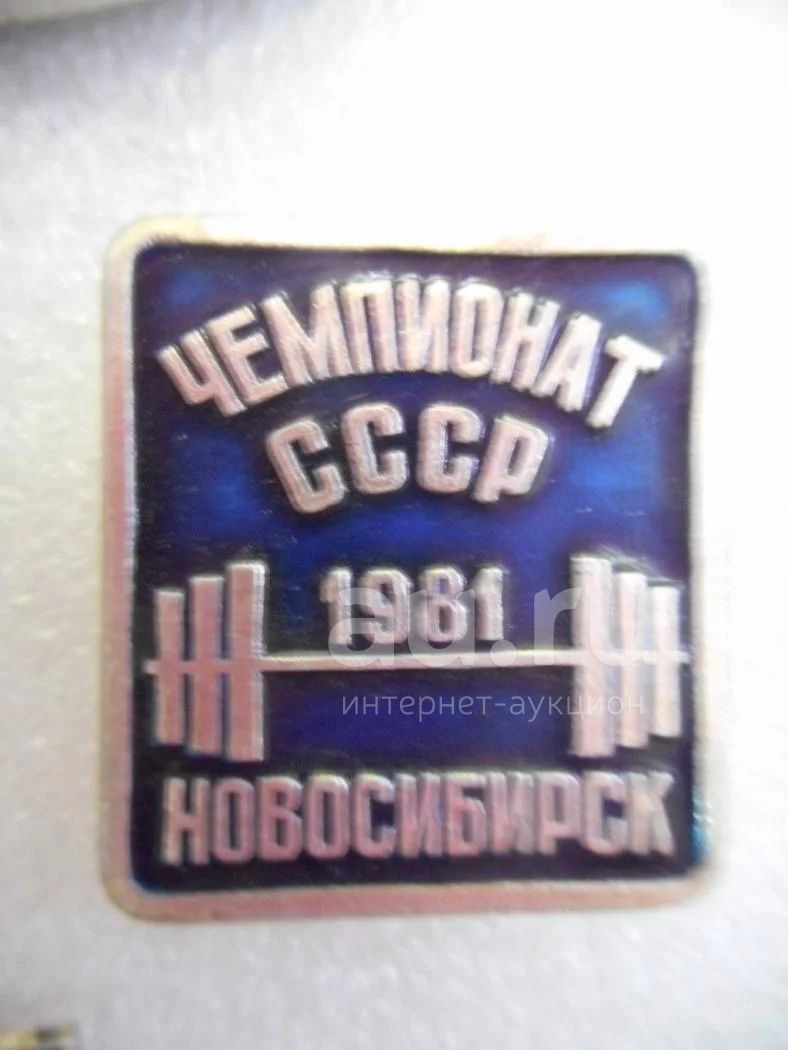 ЧЕМПИОНАТ
СССР
1981
au.ru
интернет-аукцион
НОВОСИБИРСК